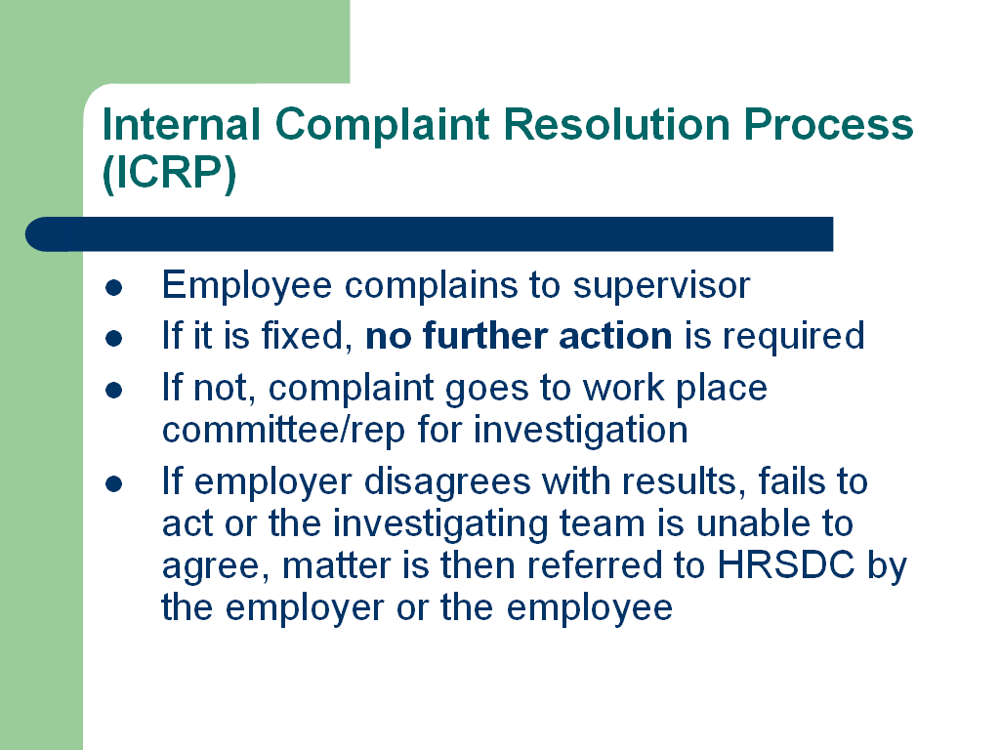 Internal Complaint Resolution Process
(ICRP)
● Employee complains to supervisor
● If it is fixed, no further action is required
● If not, complaint goes to work place
committee/rep for investigation
● If employer disagrees with results, fails to
act or the investigating team is unable to
agree, matter is then referred to HRSDC by
the employer or the employee